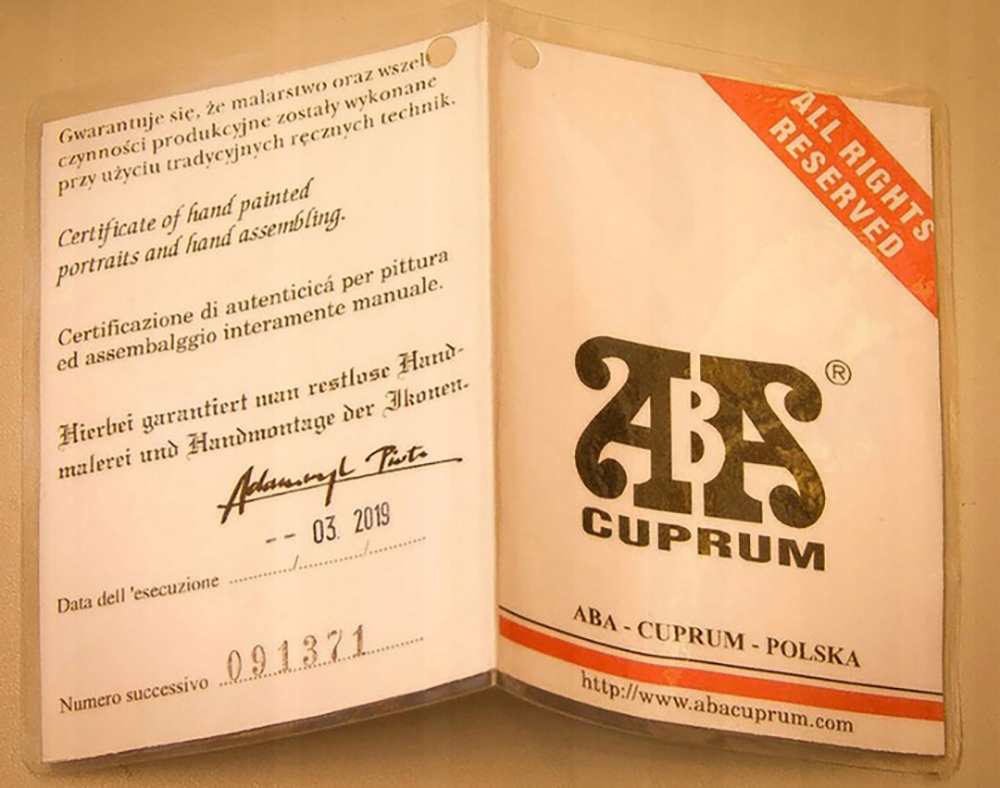 Gwarantuje się, że malarstwo oraz wszel
czynności produkcyjne zostały wykonane
przy użyciu tradycyjnych ręcznych technik.
Certificate of hand painted
portraits and hand assembling.
Certificazione di autenticicá per pittura
ed assembalggio interamente manuale.
Hierbei garantiert man restlose Hand-
malerei und Handmontage der Ikonen.
-- 03. 2019
Data dell 'esecuzione ............/............/............
091371
Numero successivo ....................................
ALL RIGHTS
RESERVED
ABA ®
CUPRUM
ABA - CUPRUM - POLSKA
http://www.abacuprum.com